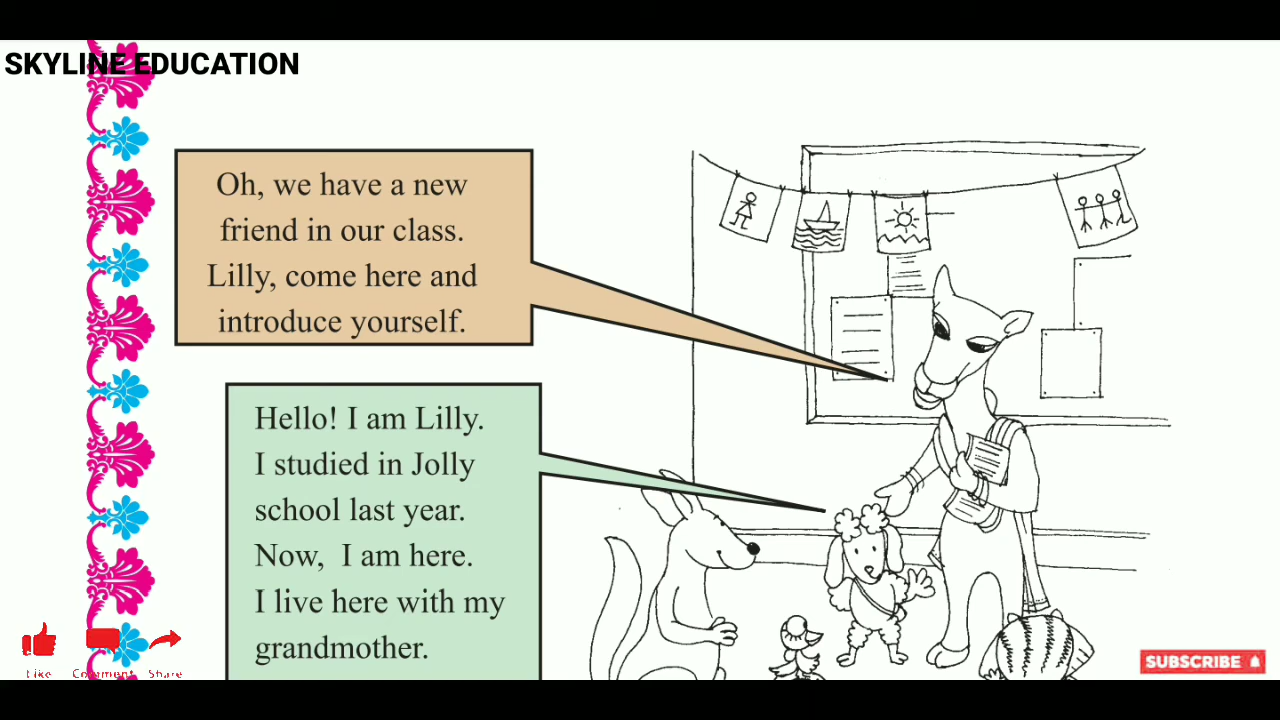 SKYLINE EDUCATION
Oh, we have a new
friend in our class.
Lilly, come here and
introduce yourself.
Hello! I am Lilly.
I studied in Jolly
school last year.
Now, I am here.
I live here with my
grandmother.
Like Comment Share
SUBSCRIBE